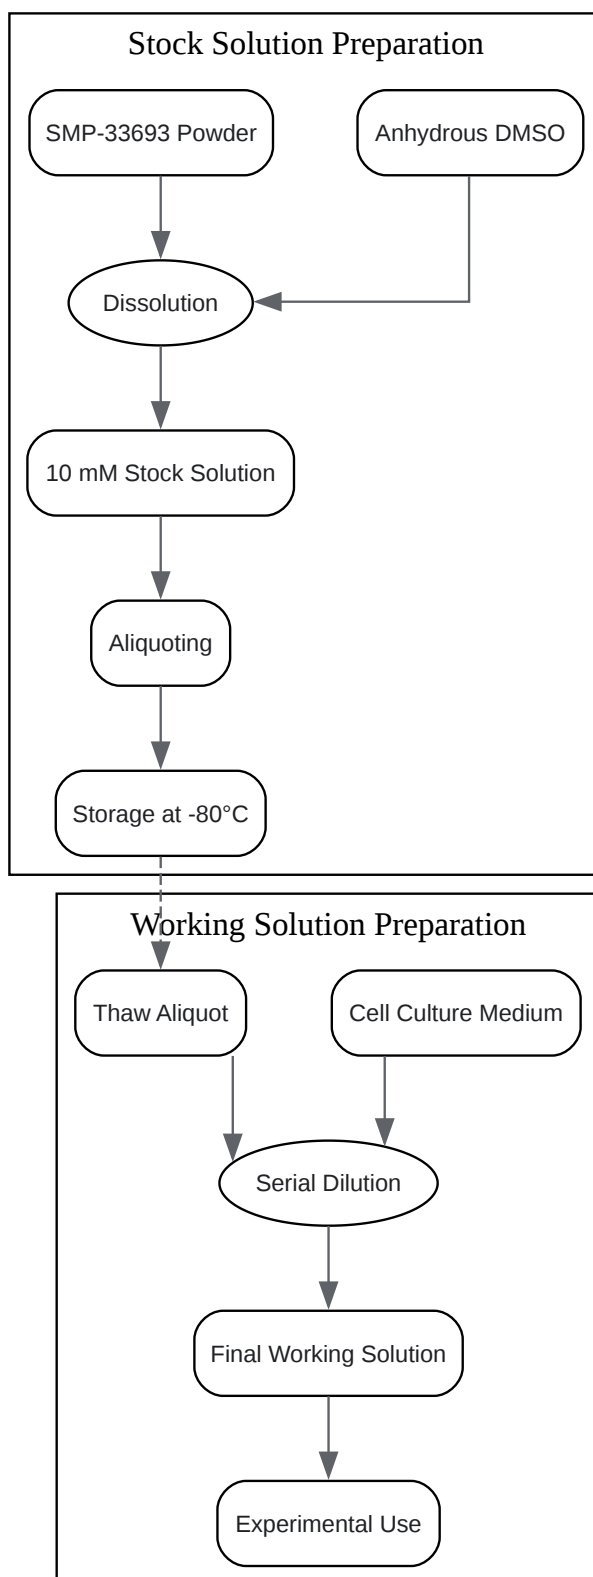 Stock Solution Preparation
SMP-33693 Powder
Anhydrous DMSO
Dissolution
10 mM Stock Solution
Aliquoting
Storage at -80°C
Working Solution Preparation
Thaw Aliquot
Cell Culture Medium
Serial Dilution
Final Working Solution
Experimental Use